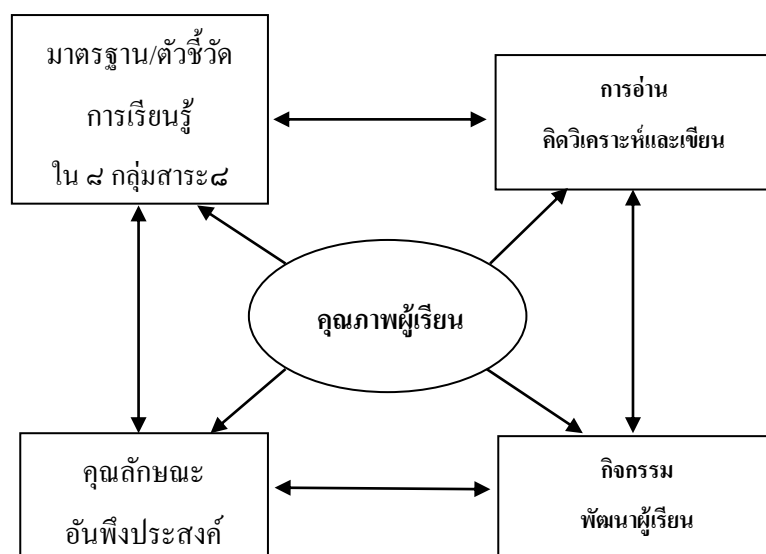 มาตรฐาน/ตัวชี้วัด
การเรียนรู้
ใน ๘ กลุ่มสาระ๘
การอ่าน
คิดวิเคราะห์และเขียน
คุณภาพผู้เรียน
คุณลักษณะ
อันพึงประสงค์
กิจกรรม
พัฒนาผู้เรียน